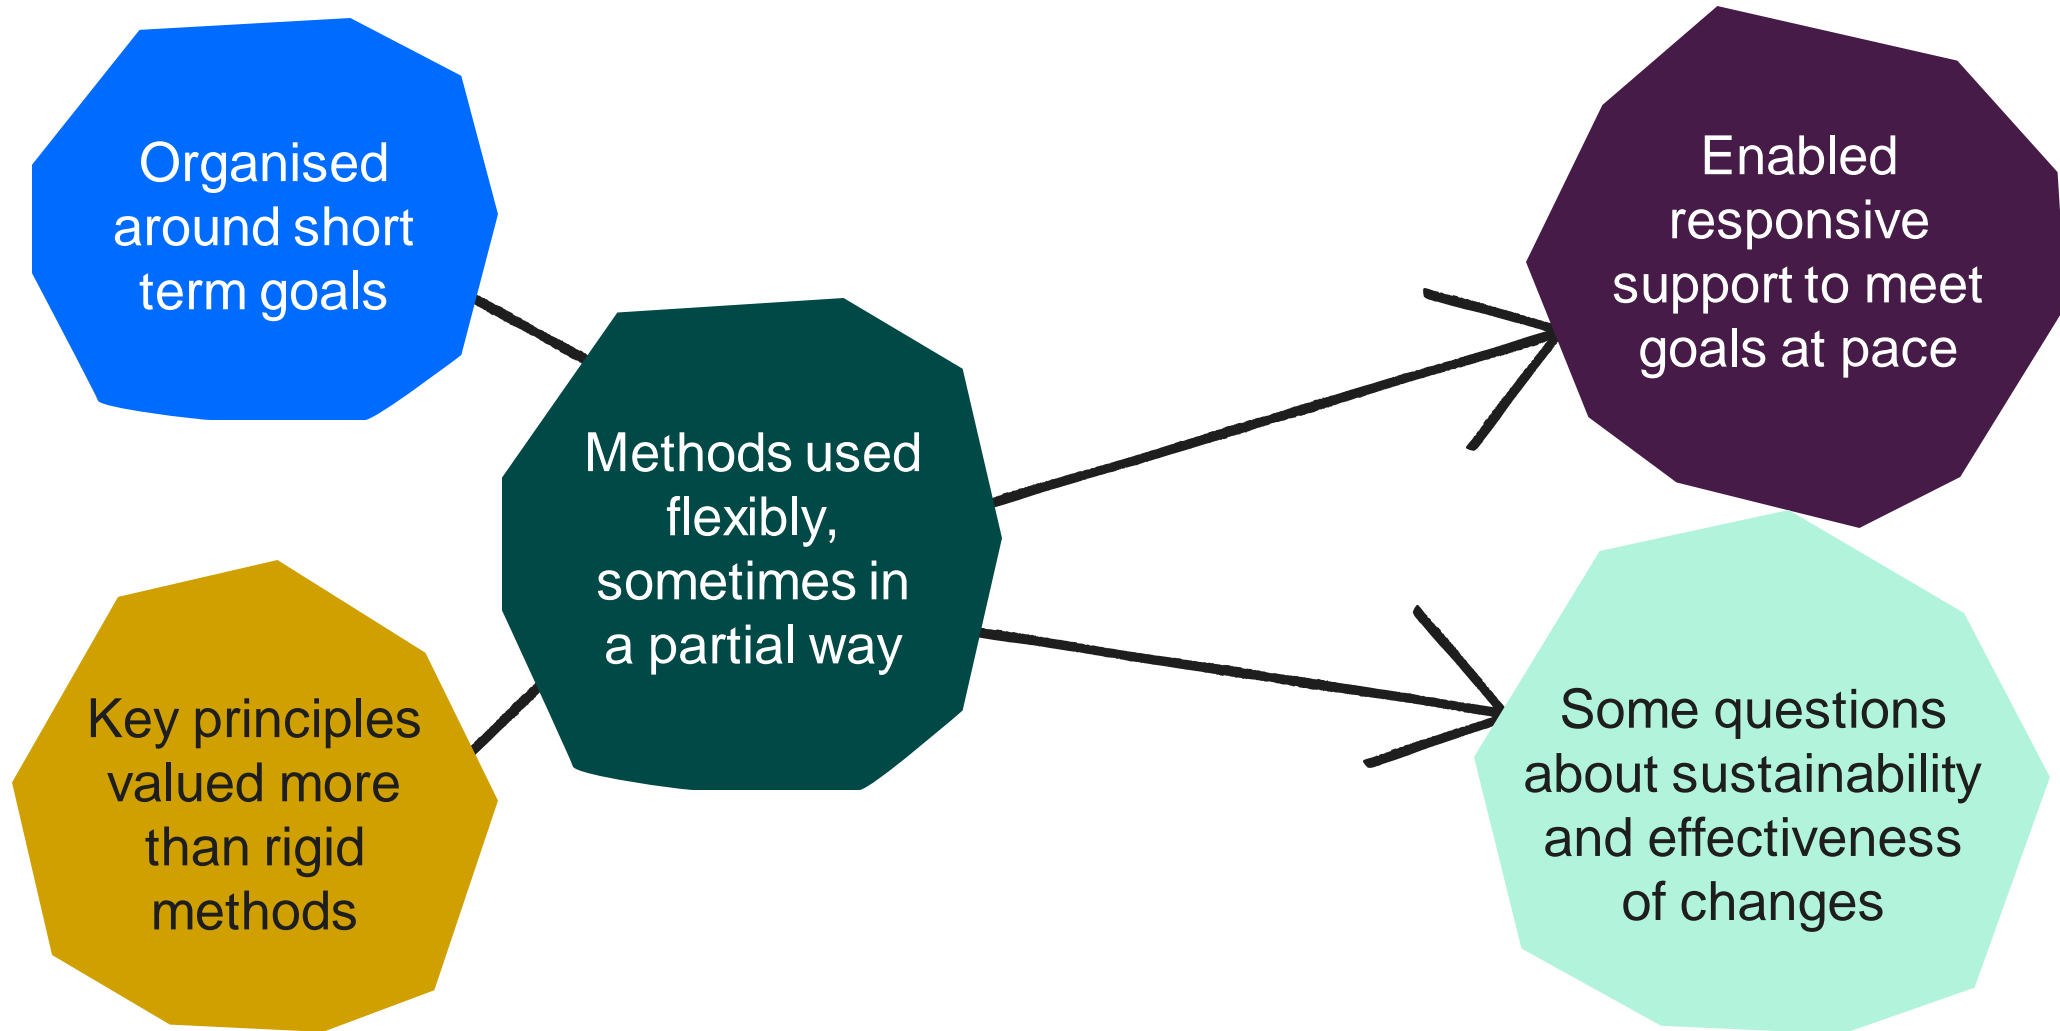 Organised
around short
term goals
Key principles
valued more
than rigid
methods
Methods used
flexibly,
sometimes in
a partial way
Enabled
responsive
support to meet
goals at pace
Some questions
about sustainability
and effectiveness
of changes